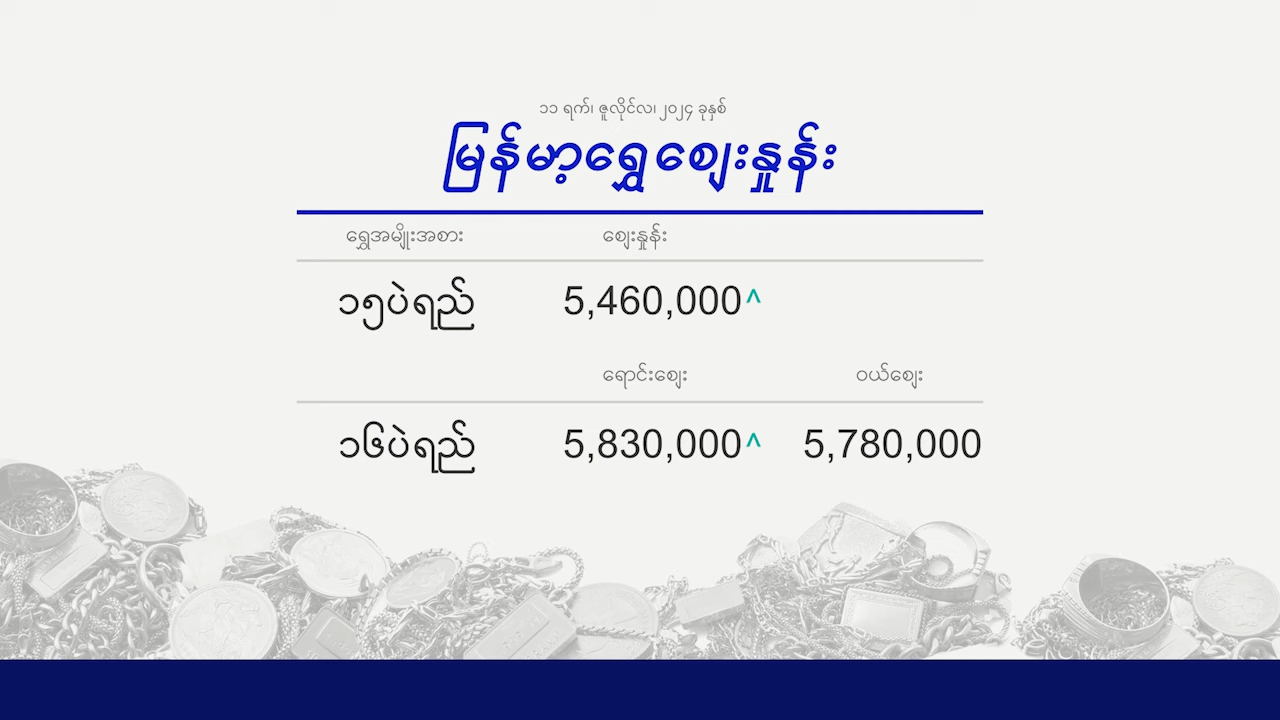 ၁၁ ရက်၊ ဇူလိုင်လ၊၂၀၂၄ ခုနှစ်
မြန်မာ့ရွှေဈေးနှုန်း
ရွှေအမျိုးအစား ဈေးနှုန်း
၁၅ပဲရည် 5,460,000^
ရောင်းဈေး ဝယ်ဈေး
၁၆ပဲရည် 5,830,000^ 5,780,000